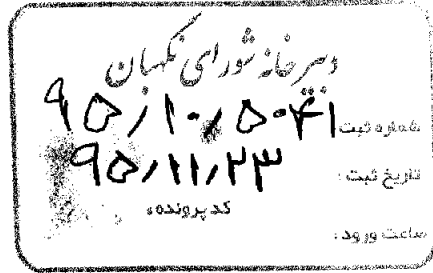 دبیرخانه شورای نگهبان
شماره ثبت: ۹۵/۱۰/۵۰۴۱
تاریخ ثبت: ۹۵/۱۱/۲۳
کد پرونده:
ساعت ورود: